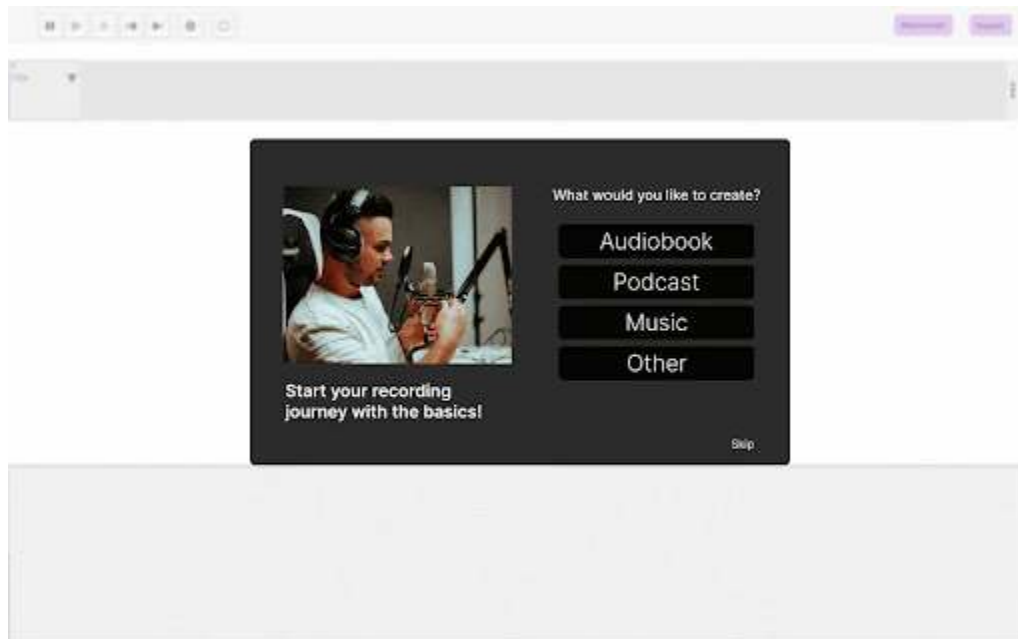 What would you like to create?
Audiobook
Podcast
Music
Other
Start your recording
journey with the basics!
Skip